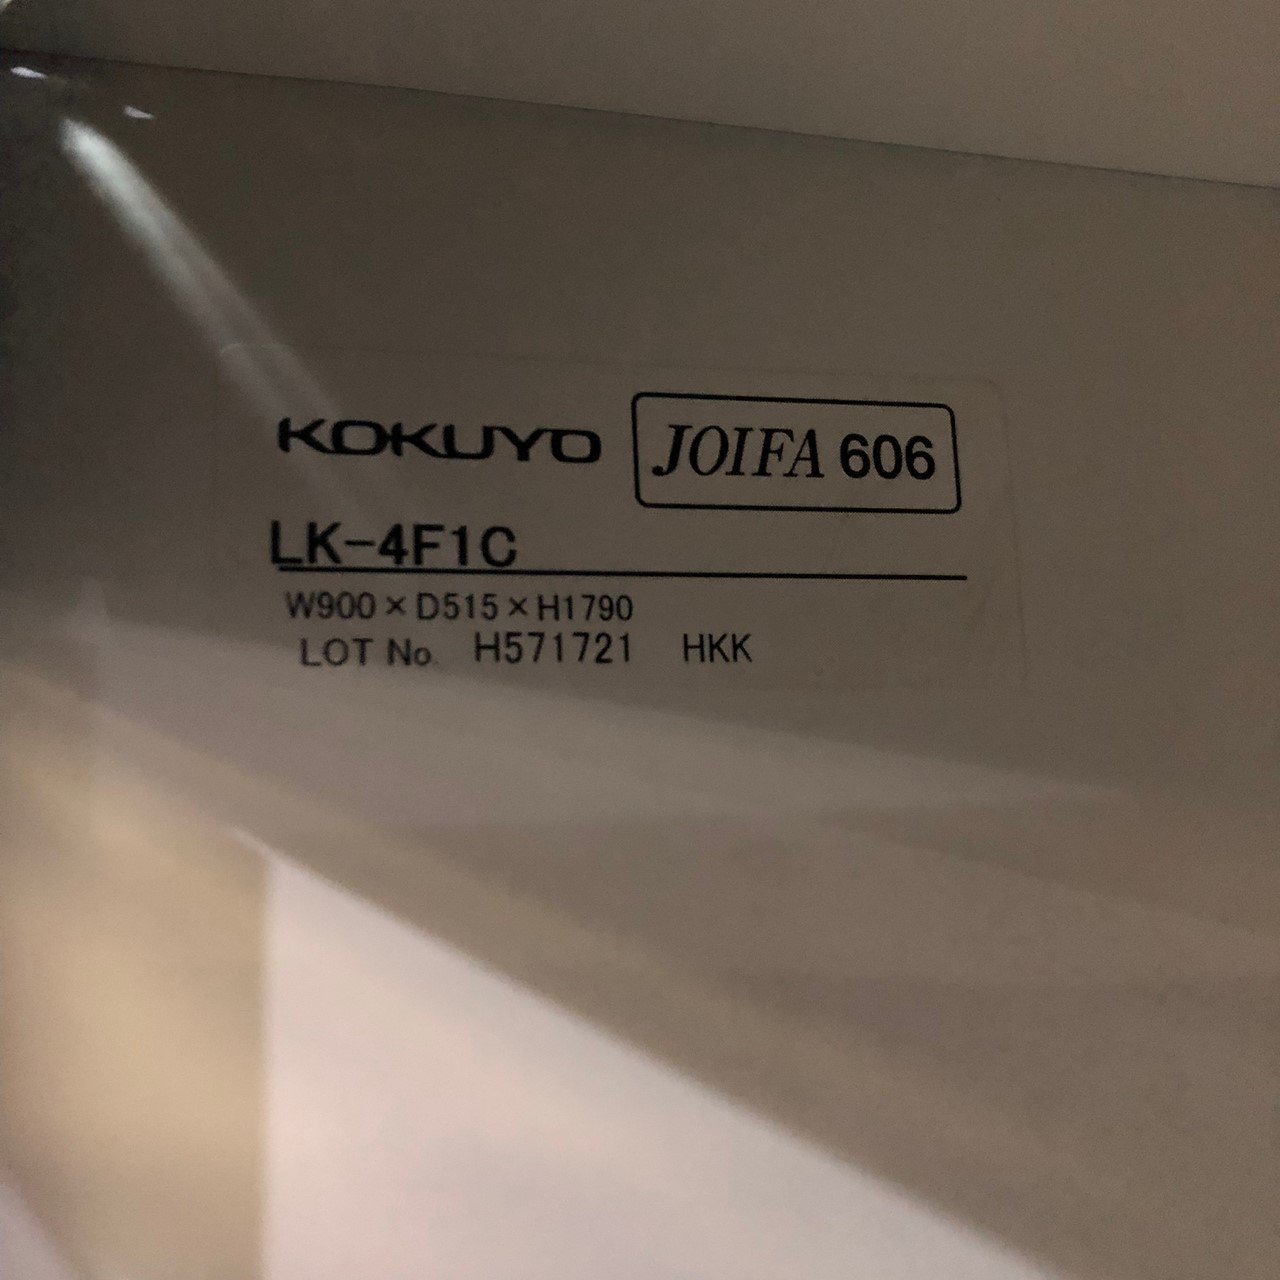 KOKUYO JOIFA 606
LK-4F1C
W900×D515×H1790
LOT No. H571721 HKK